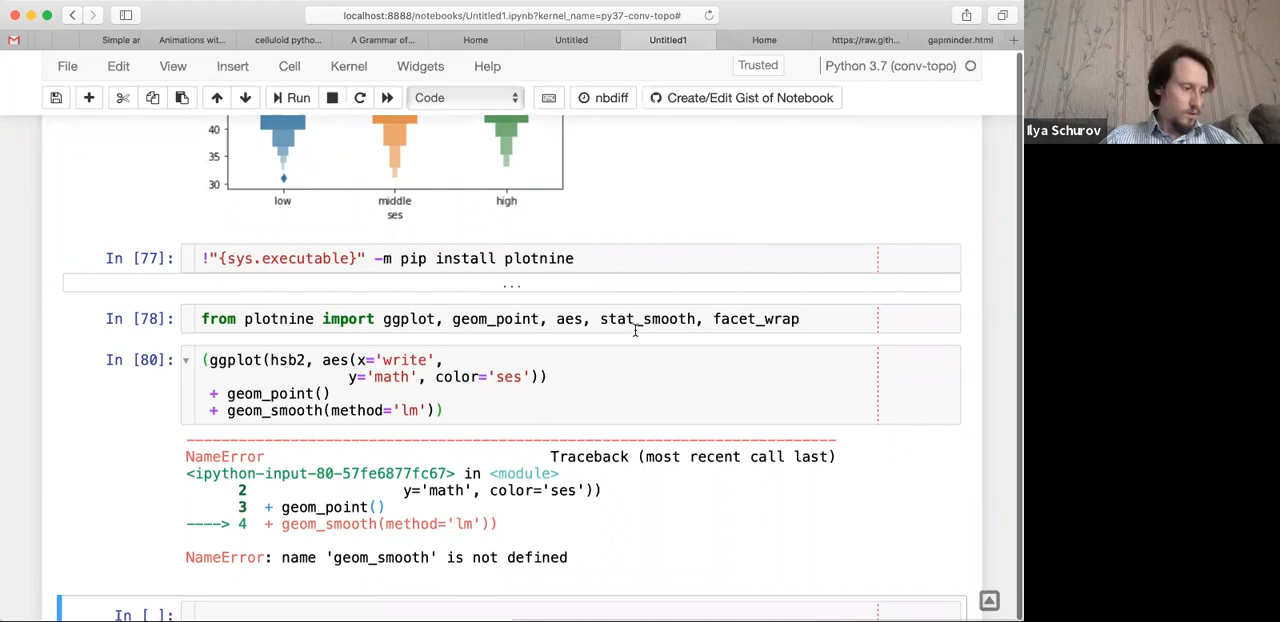 localhost:8888/notebooks/Untitled1.ipynb?kernel_name=py37-conv-topo#
Simple ar
Animations wit...
celluloid pytho...
A Grammar of...
Home
Untitled
Untitled1
Home
https://raw.gith...
gapminder.html
File
Edit
View
Insert
Cell
Kernel
Widgets
Help
Trusted
Python 3.7 (conv-topo)
Run
Code
nbdiff
Create/Edit Gist of Notebook
Ilya Schurov
40
35
30
low
middle
high
ses
In [77]: !"{sys.executable}" -m pip install plotnine
...
In [78]: from plotnine import ggplot, geom_point, aes, stat_smooth, facet_wrap
In [80]: (ggplot(hsb2, aes(x='write',
y='math', color='ses'))
+ geom_point()
+ geom_smooth(method='lm'))
NameError Traceback (most recent call last)
<ipython-input-80-57fe6877fc67> in <module>
2 y='math', color='ses'))
3 + geom_point()
----> 4 + geom_smooth(method='lm'))
NameError: name 'geom_smooth' is not defined
In [ ]: